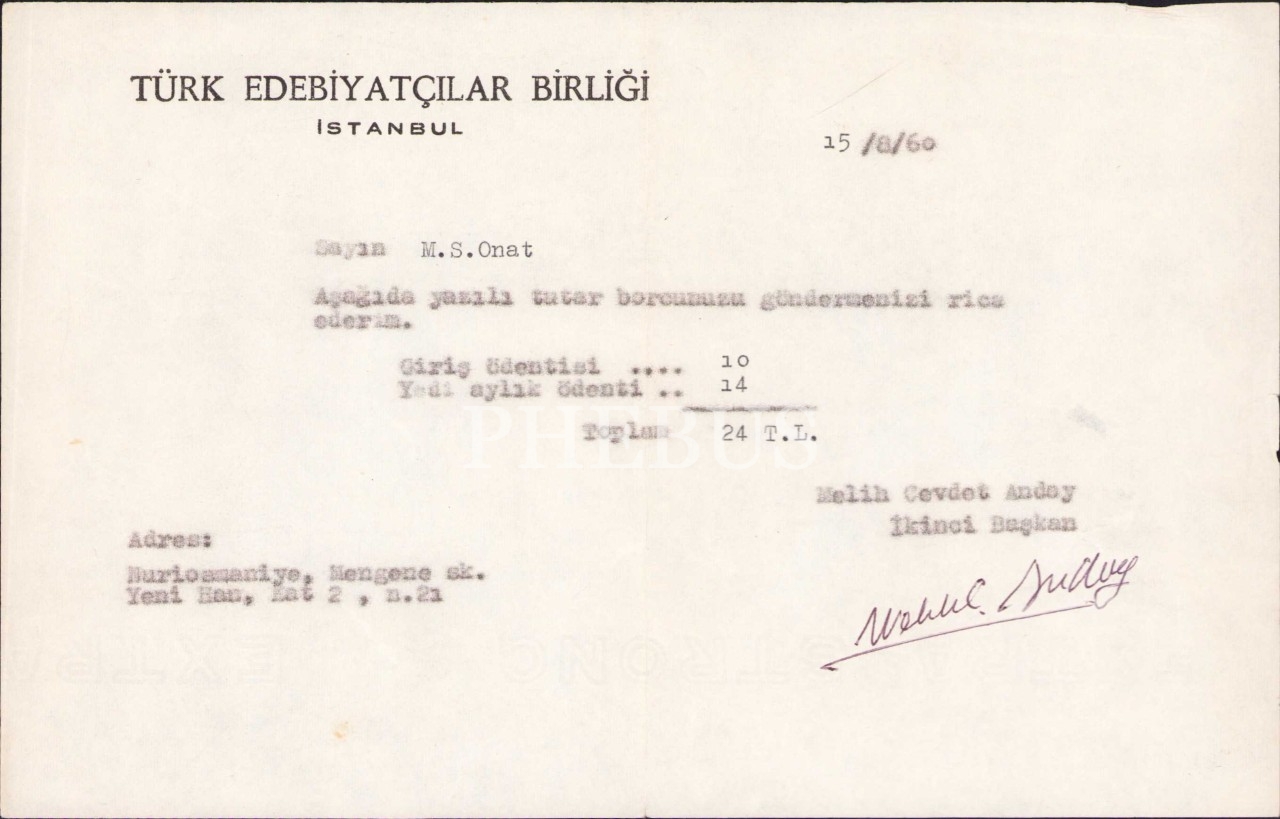 TÜRK EDEBİYATÇILAR BİRLİĞİ
İSTANBUL
15 /8/60
Sayın M.S.Onat
Aşağıda yazılı tutar borcunuzu göndermenizi rica
ederim.
Giriş ödentisi .... 10
Yedi aylık ödenti .. 14
Toplam 24 T.L.
PHEBUS
Melih Cevdet Anday
İkinci Başkan
Adres:
Nuriosmaniye, Mengene sk.
Yeni Han, Kat 2 , n.21